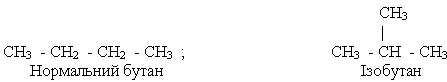 CH₃
|
CH₃ - CH₂ - CH₂ - CH₃ ; CH₃ - CH - CH₃
Нормальний бутан Ізобутан